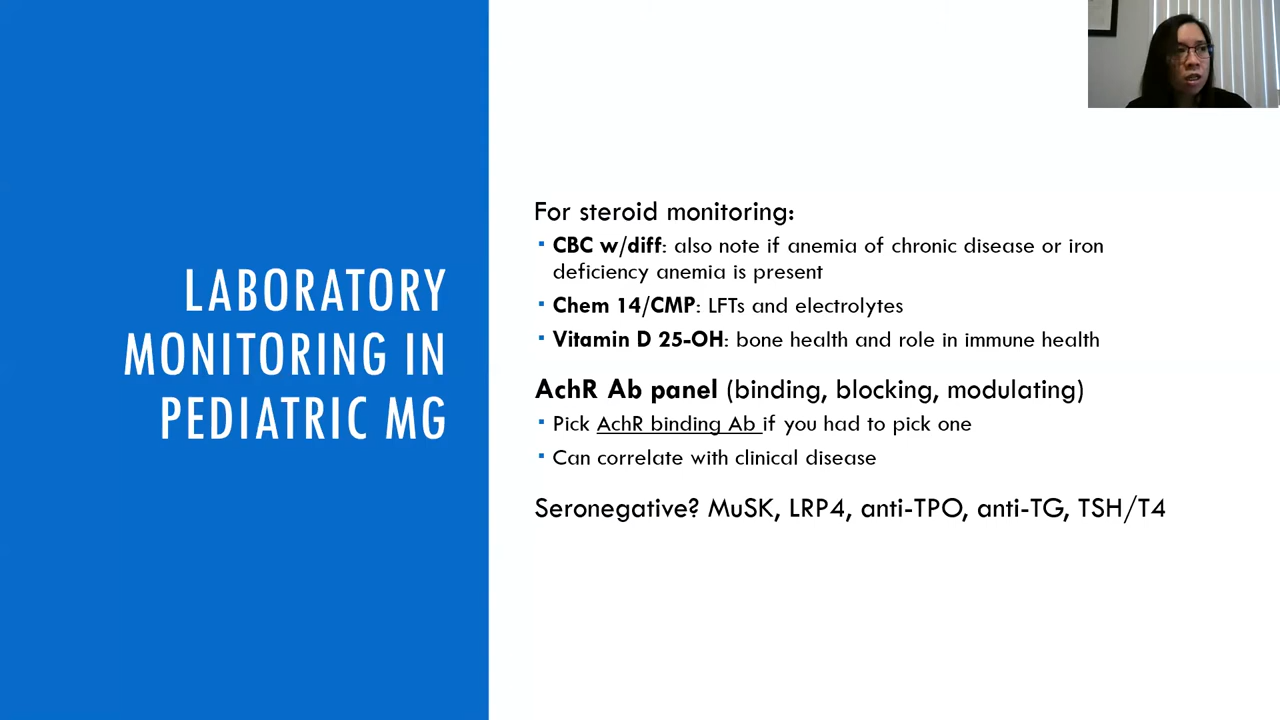 LABORATORY
MONITORING IN
PEDIATRIC MG
For steroid monitoring:
▪ CBC w/diff: also note if anemia of chronic disease or iron
deficiency anemia is present
▪ Chem 14/CMP: LFTs and electrolytes
▪ Vitamin D 25-OH: bone health and role in immune health
AchR Ab panel (binding, blocking, modulating)
▪ Pick AchR binding Ab if you had to pick one
▪ Can correlate with clinical disease
Seronegative? MuSK, LRP4, anti-TPO, anti-TG, TSH/T4